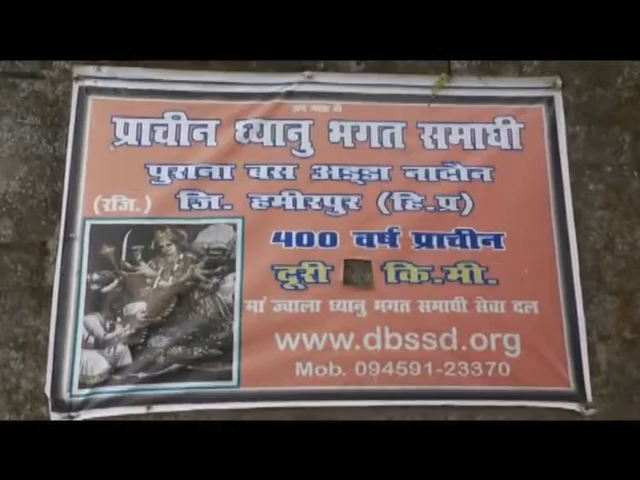 प्राचीन ध्यानु भगत समाधी
पुराना बस अड्डा नादौन
(रजि.) जि. हमीरपुर (हि.प्र)
400 वर्ष प्राचीन
दूरी कि.मी.
मां ज्वाला ध्यानु भगत समाधी सेवा दल
www.dbssd.org
Mob. 094591-23370